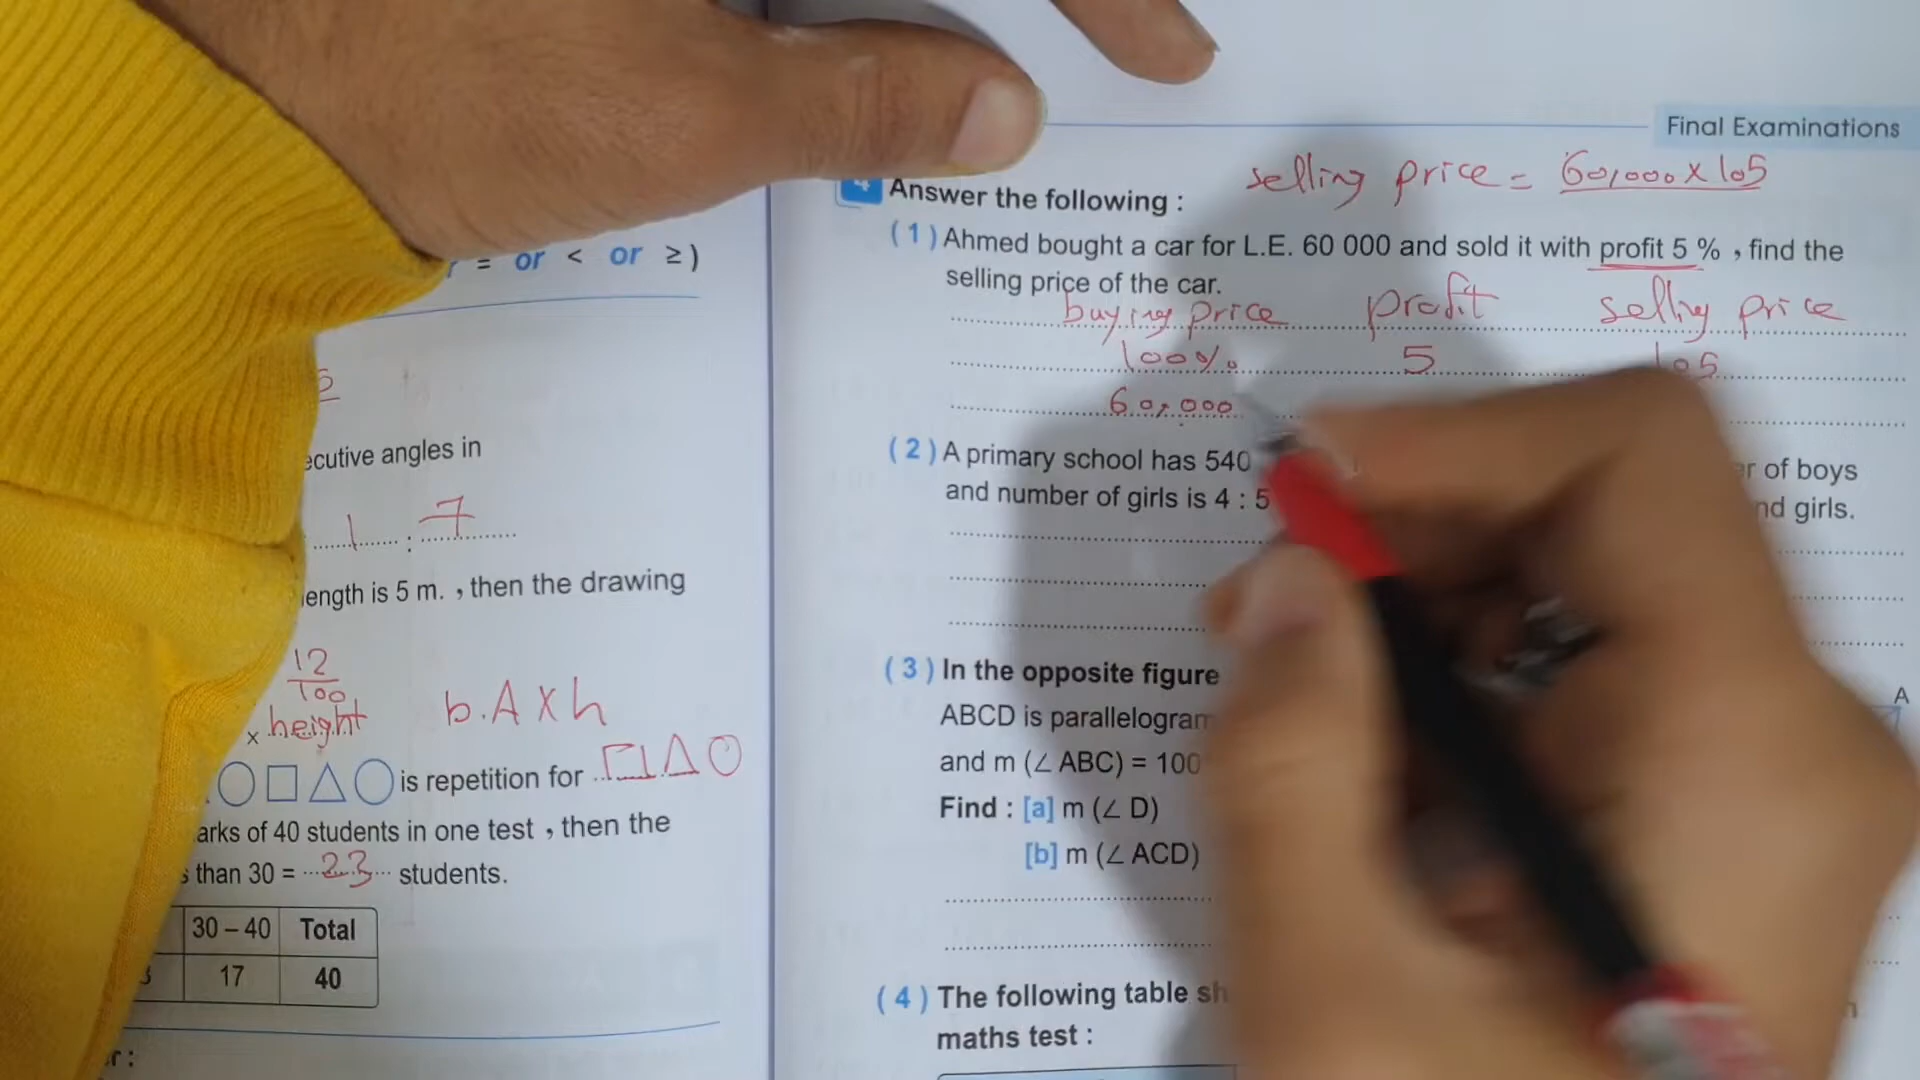 = or < or ≥)
5
ecutive angles in
1 : 7
length is 5 m. , then the drawing
12
100
x height b.A x h
is repetition for
arks of 40 students in one test , then the
than 30 = 23 students.
30 – 40 Total
17 40
Final Examinations
selling price = 60,000 x 105
4 Answer the following :
(1) Ahmed bought a car for L.E. 60 000 and sold it with profit 5 % , find the
selling price of the car.
buying price profit selling price
100% 5 105
60,000
(2) A primary school has 540 of boys
and number of girls is 4 : 5 girls.
(3) In the opposite figure
ABCD is parallelogram
and m (∠ ABC) = 100
Find : [a] m (∠ D)
[b] m (∠ ACD)
A
(4) The following table
maths test :